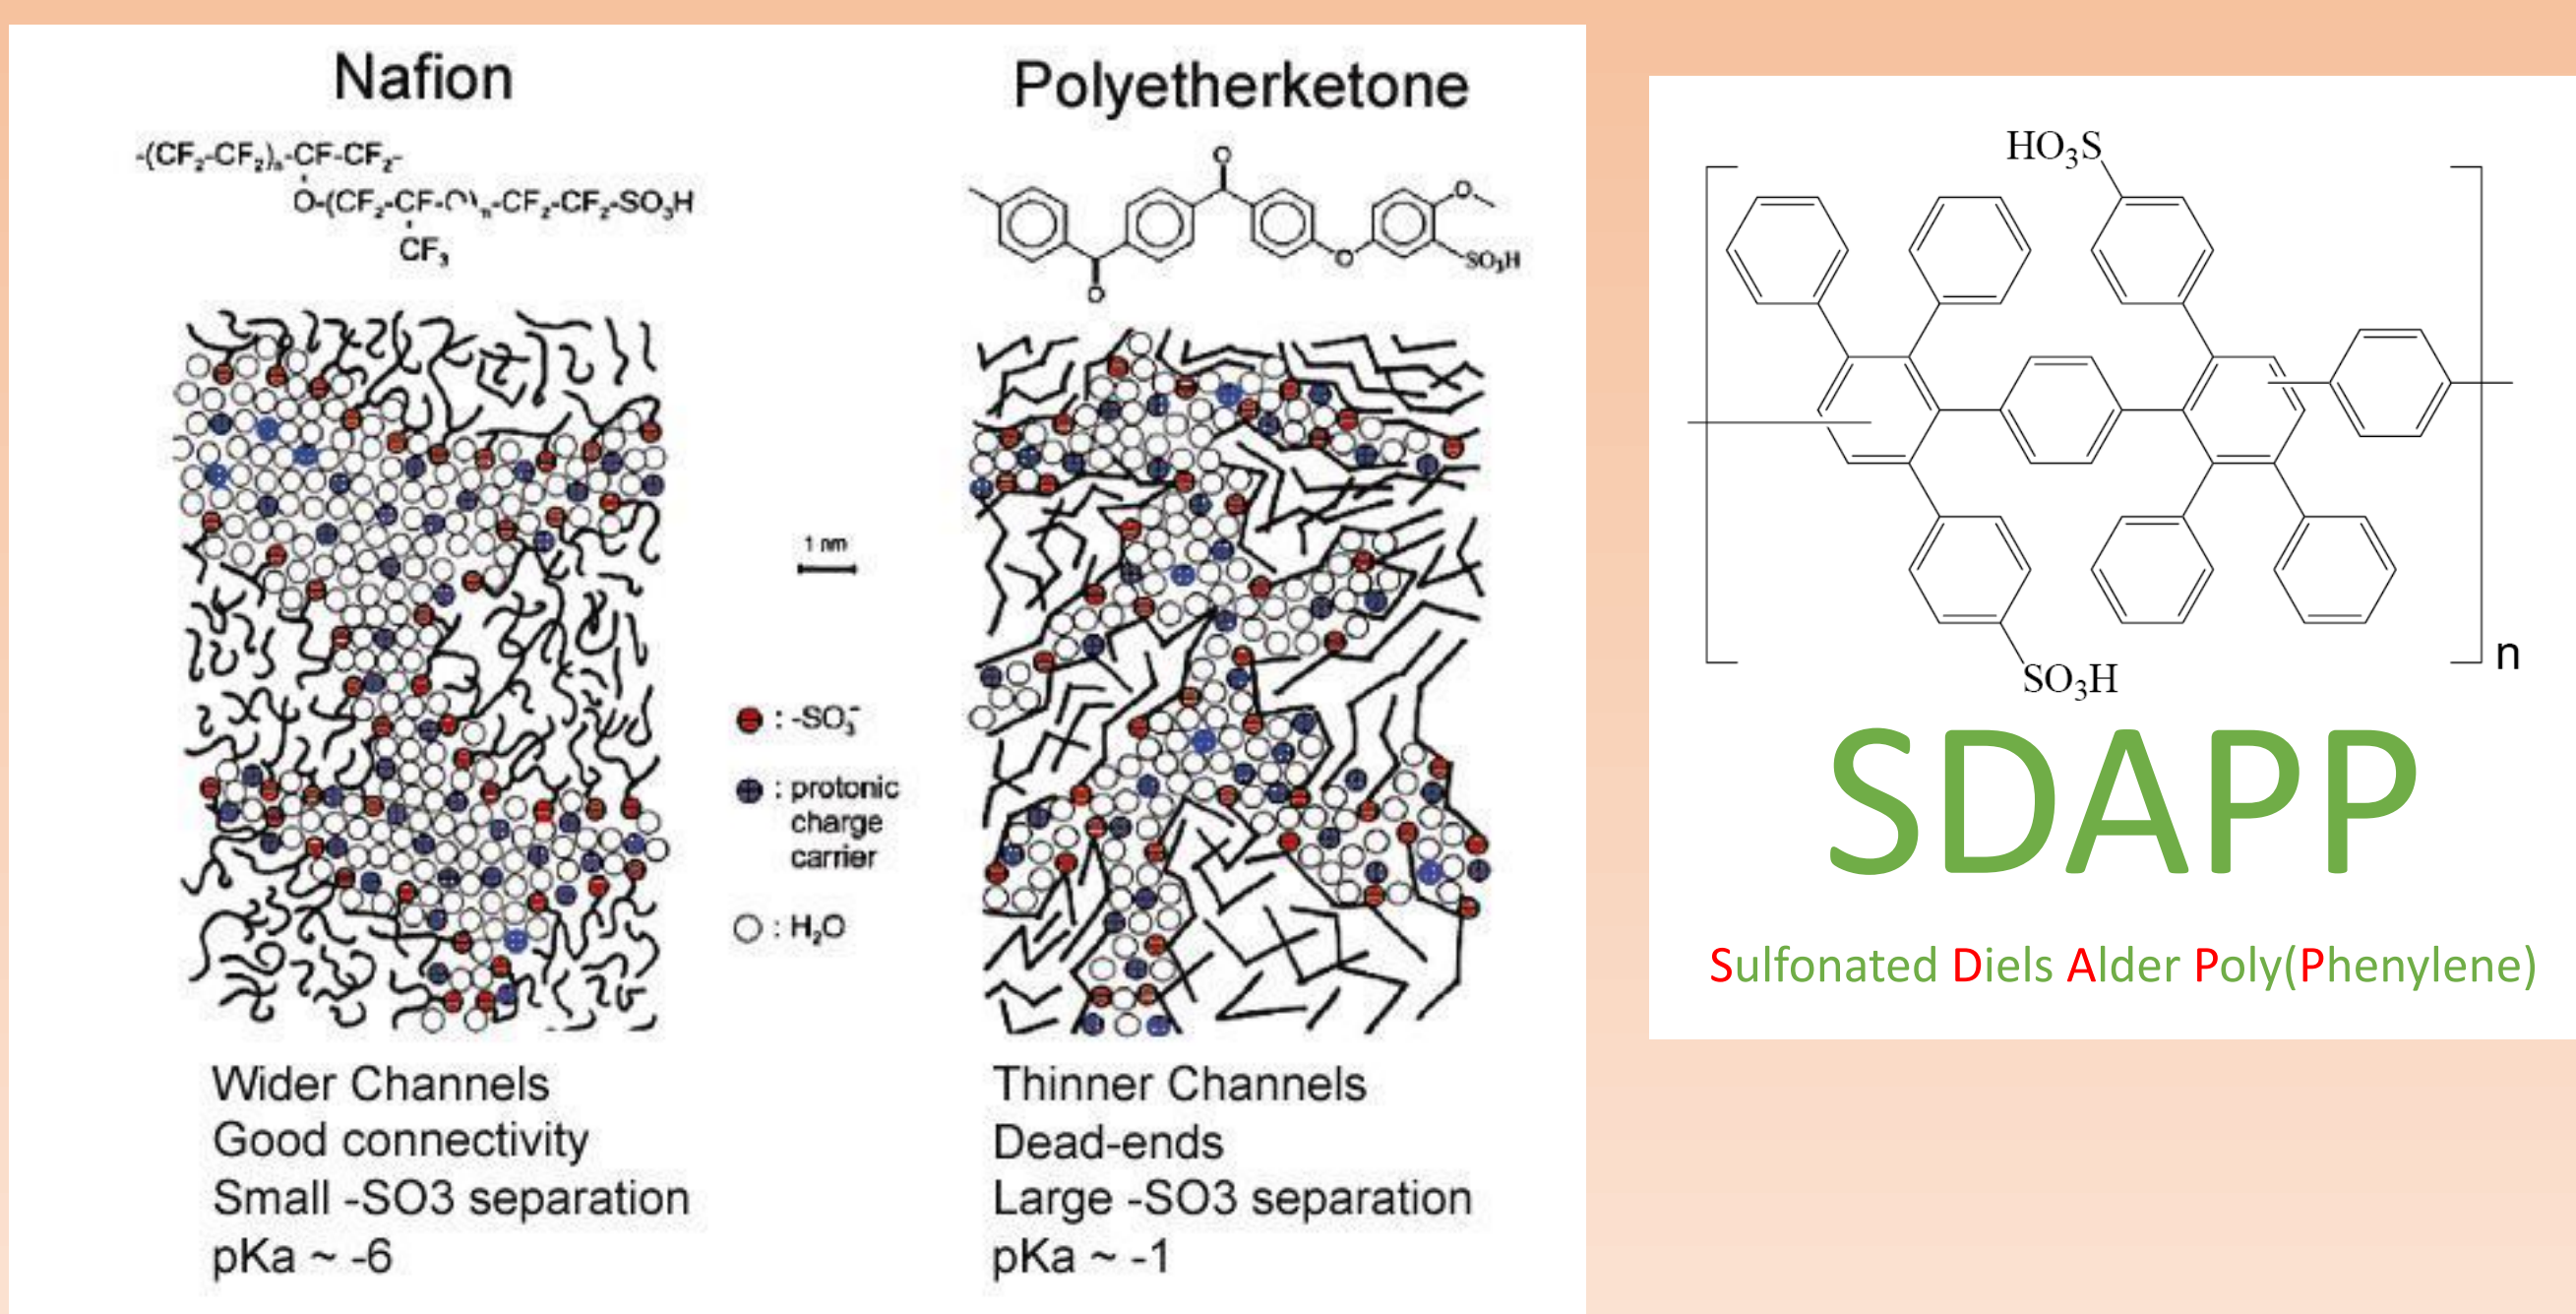 Nafion
-(CF₂-CF₂)ₙ-CF-CF₂-
O-(CF₂-CF-O)ₙ-CF₂-CF₂-SO₃H
CF₃
Wider Channels
Good connectivity
Small -SO3 separation
pKa ~ -6
1 nm
: -SO₃⁻
: protonic
charge
carrier
: H₂O
Polyetherketone
O
O
O
O
SO₃H
Thinner Channels
Dead-ends
Large -SO3 separation
pKa ~ -1
HO₃S
SO₃H
n
SDAPP
Sulfonated Diels Alder Poly(Phenylene)